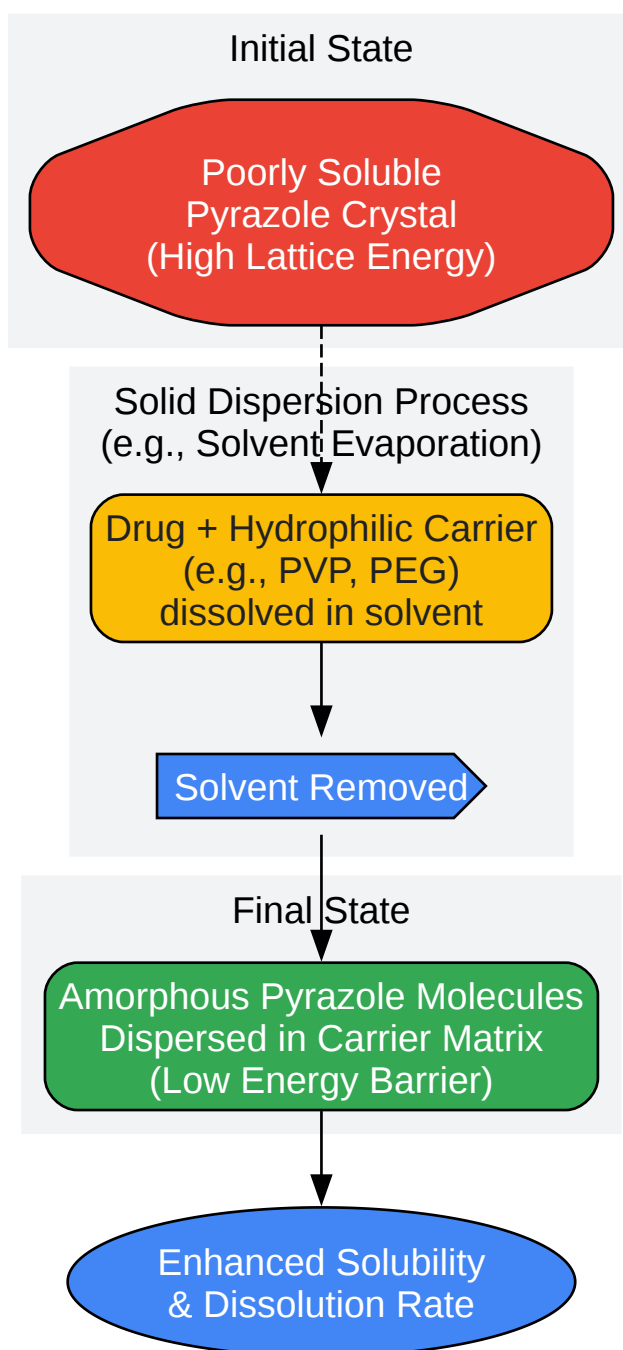 Initial State
Poorly Soluble
Pyrazole Crystal
(High Lattice Energy)
Solid Dispersion Process
(e.g., Solvent Evaporation)
Drug + Hydrophilic Carrier
(e.g., PVP, PEG)
dissolved in solvent
Solvent Removed
Final State
Amorphous Pyrazole Molecules
Dispersed in Carrier Matrix
(Low Energy Barrier)
Enhanced Solubility
& Dissolution Rate